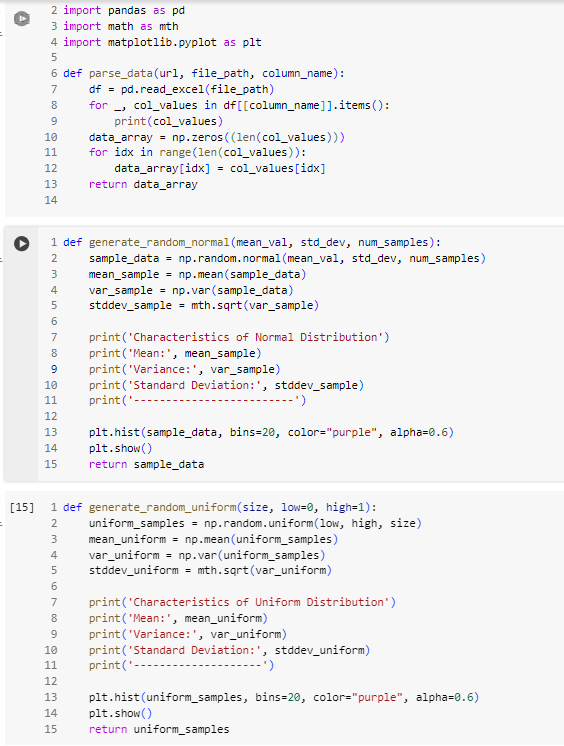 2 import pandas as pd
3 import math as mth
4 import matplotlib.pyplot as plt
5
6 def parse_data(url, file_path, column_name):
7     df = pd.read_excel(file_path)
8     for _, col_values in df[[column_name]].items():
9         print(col_values)
10     data_array = np.zeros((len(col_values)))
11     for idx in range(len(col_values)):
12         data_array[idx] = col_values[idx]
13     return data_array
14
1 def generate_random_normal(mean_val, std_dev, num_samples):
2     sample_data = np.random.normal(mean_val, std_dev, num_samples)
3     mean_sample = np.mean(sample_data)
4     var_sample = np.var(sample_data)
5     stddev_sample = mth.sqrt(var_sample)
6
7     print('Characteristics of Normal Distribution')
8     print('Mean:', mean_sample)
9     print('Variance:', var_sample)
10     print('Standard Deviation:', stddev_sample)
11     print('-------------------------')
12
13     plt.hist(sample_data, bins=20, color="purple", alpha=0.6)
14     plt.show()
15     return sample_data
[15] 1 def generate_random_uniform(size, low=0, high=1):
2     uniform_samples = np.random.uniform(low, high, size)
3     mean_uniform = np.mean(uniform_samples)
4     var_uniform = np.var(uniform_samples)
5     stddev_uniform = mth.sqrt(var_uniform)
6
7     print('Characteristics of Uniform Distribution')
8     print('Mean:', mean_uniform)
9     print('Variance:', var_uniform)
10     print('Standard Deviation:', stddev_uniform)
11     print('--------------------')
12
13     plt.hist(uniform_samples, bins=20, color="purple", alpha=0.6)
14     plt.show()
15     return uniform_samples